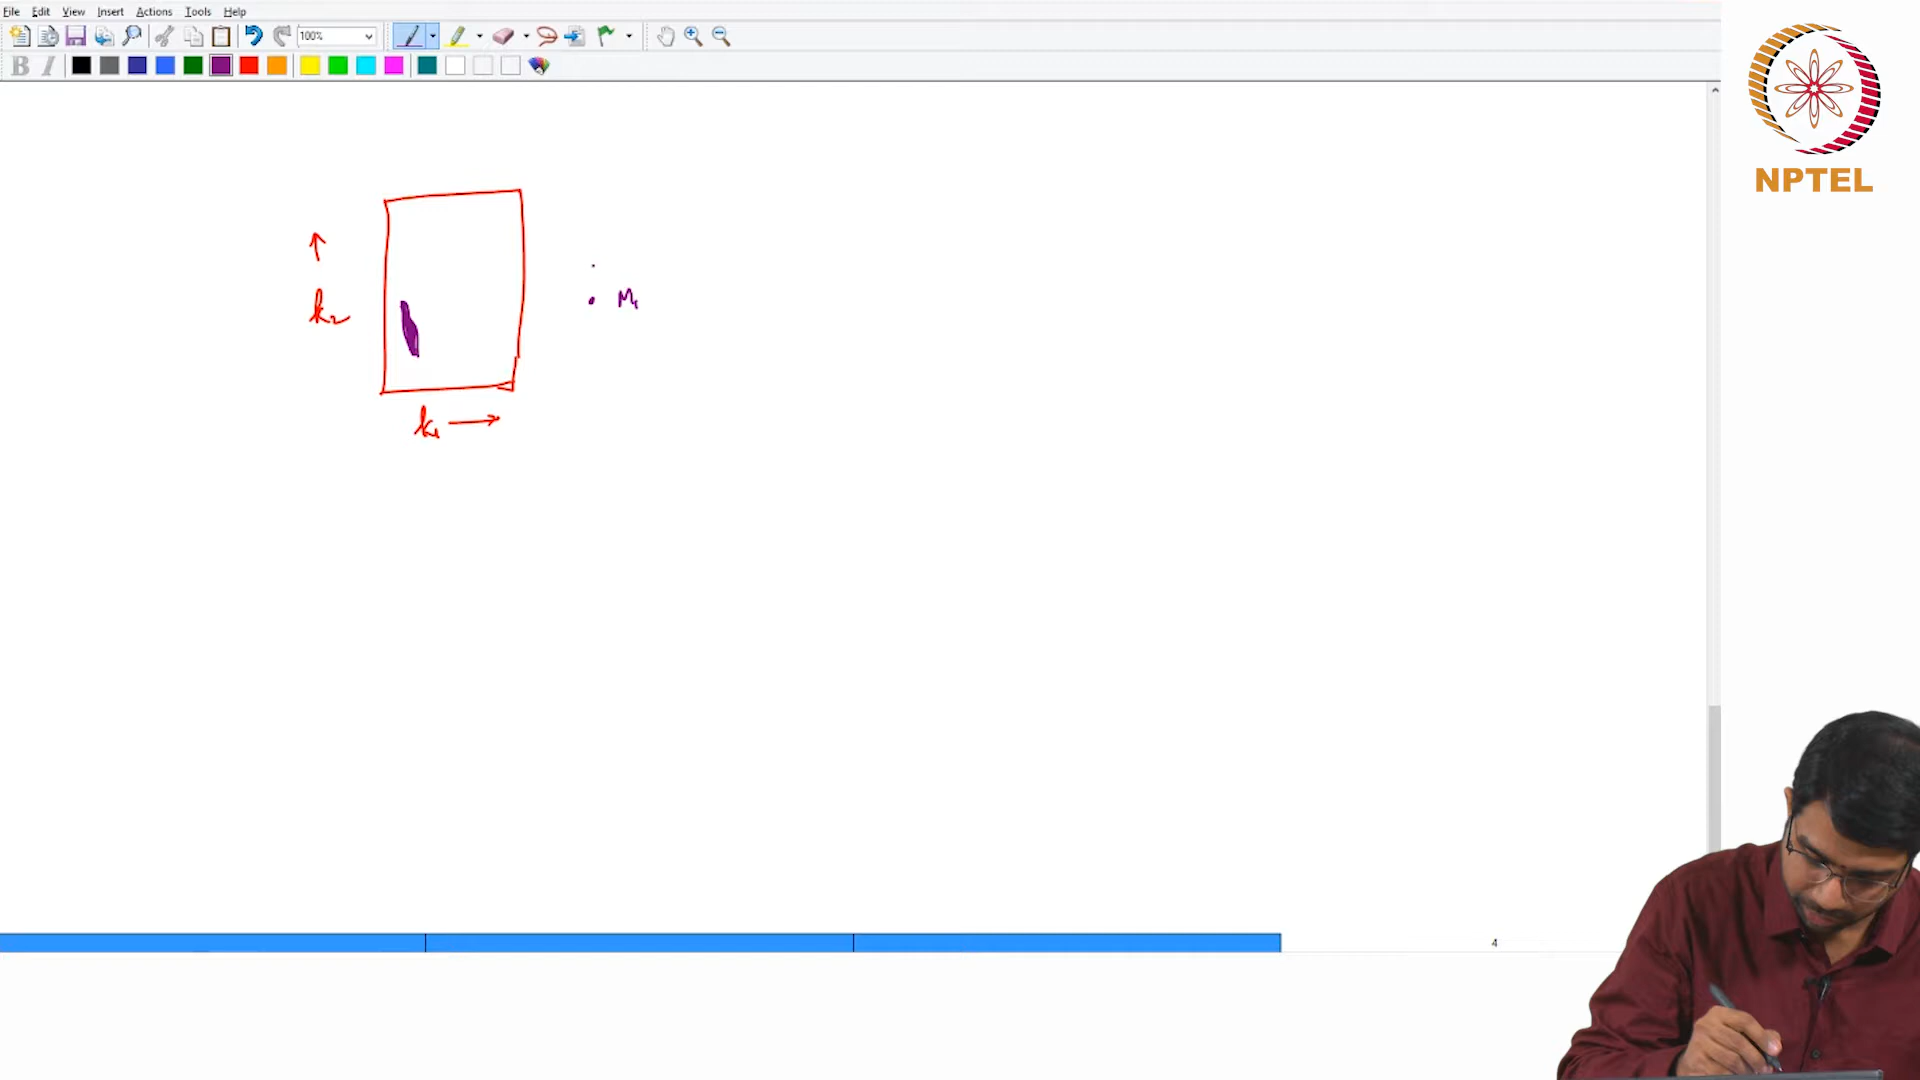 File Edit View Insert Actions Tools Help
100%
B I
NPTEL
k₂
M₁
k₁
4